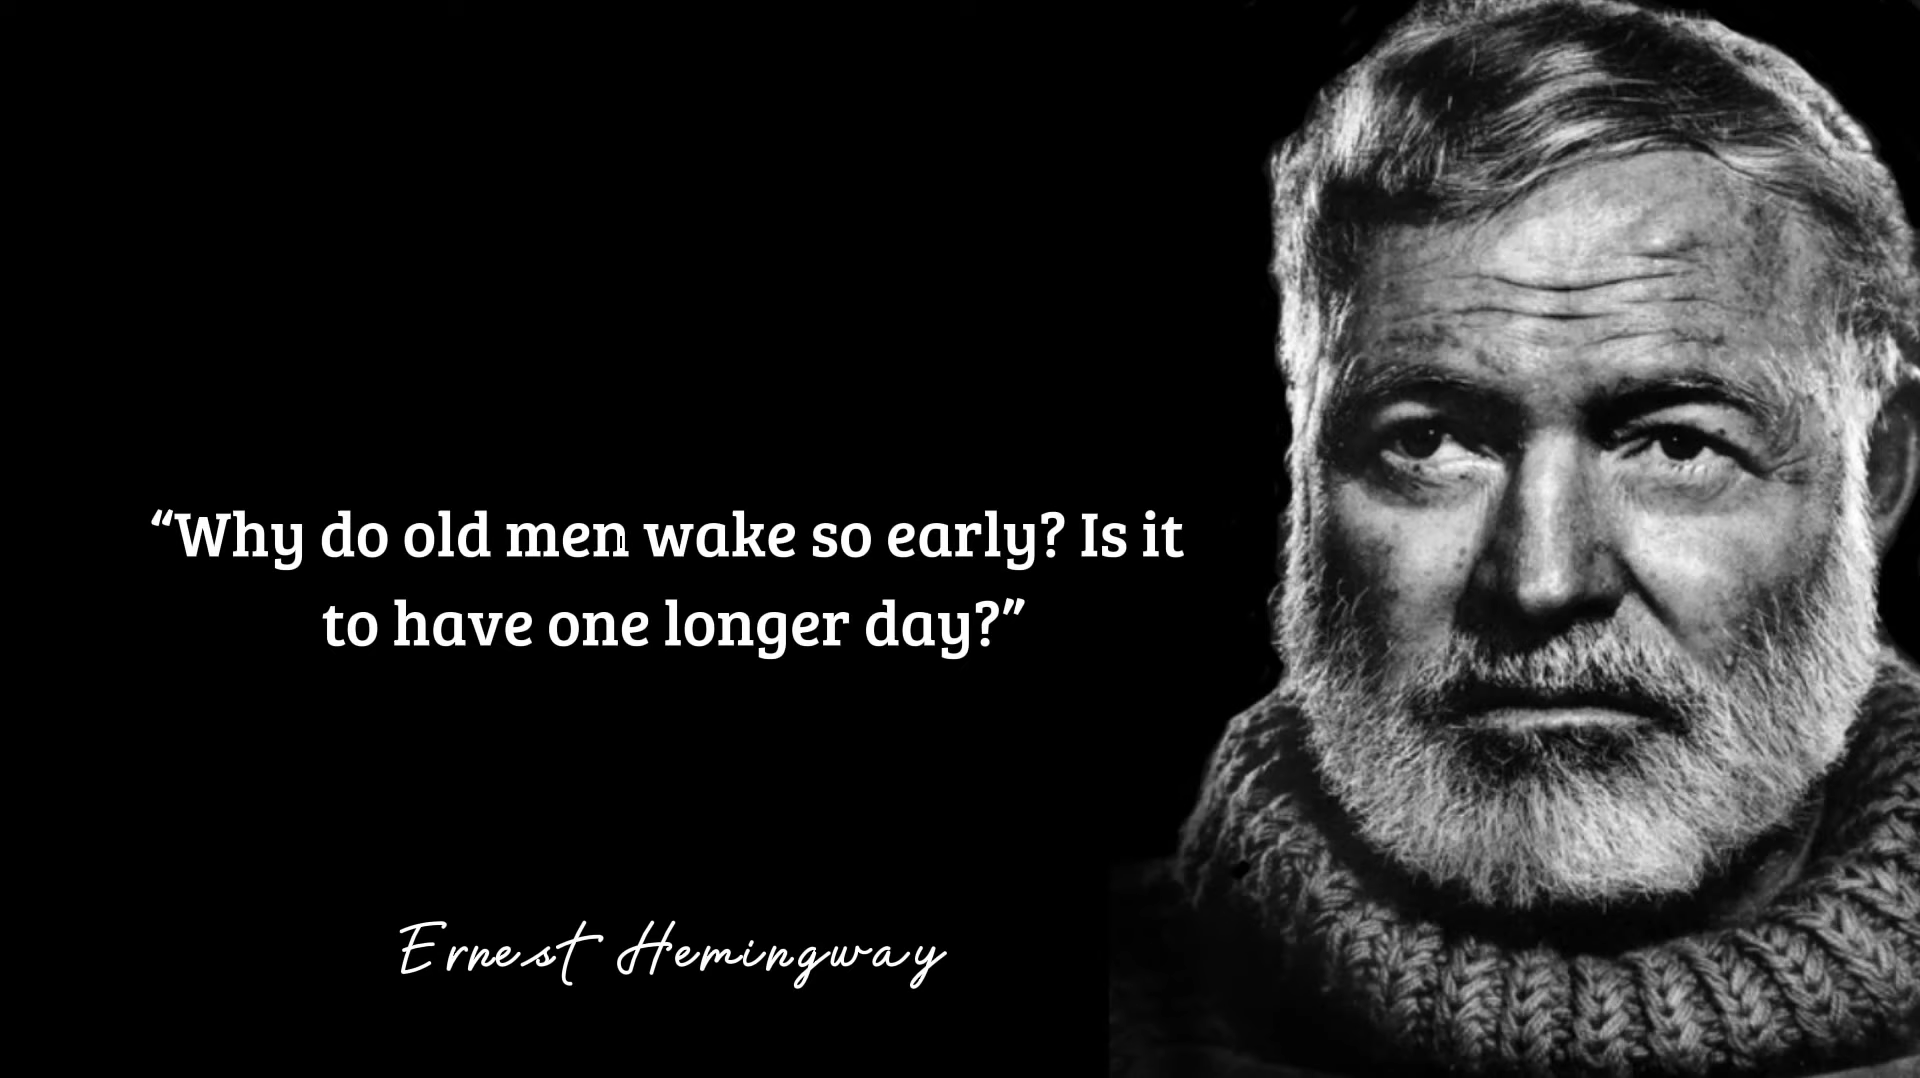 “Why do old men wake so early? Is it
to have one longer day?”
Ernest Hemingway